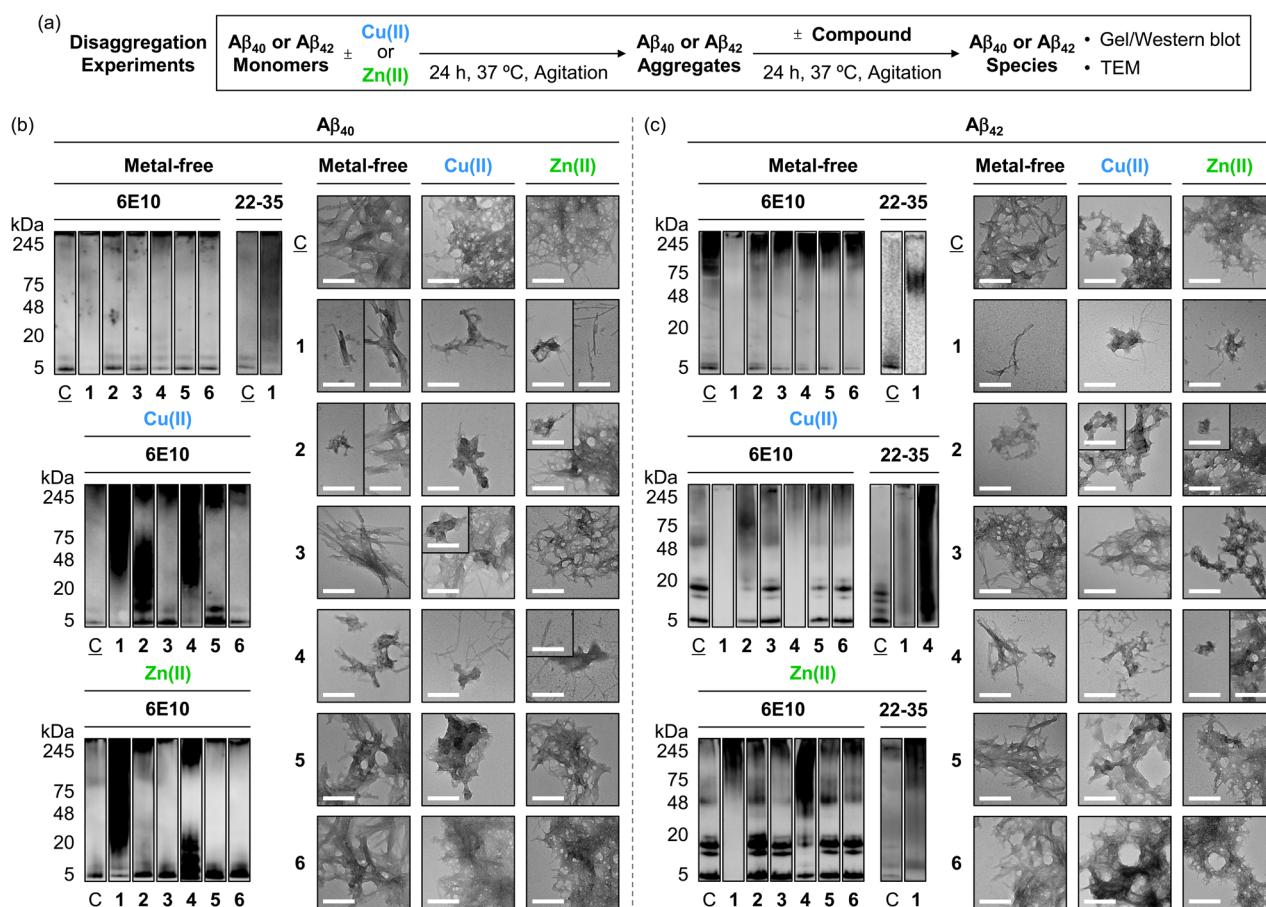 (a)
Disaggregation
Experiments
Aβ40 or Aβ42
Monomers
±
Cu(II)
or
Zn(II)
24 h, 37 ºC, Agitation
Aβ40 or Aβ42
Aggregates
± Compound
24 h, 37 ºC, Agitation
Aβ40 or Aβ42
Species
• Gel/Western blot
• TEM
(b)
Aβ40
Metal-free
6E10 22-35
kDa
245
75
48
20
5
C 1 2 3 4 5 6 C 1
Cu(II)
6E10
kDa
245
75
48
20
5
C 1 2 3 4 5 6
Zn(II)
6E10
kDa
245
75
48
20
5
C 1 2 3 4 5 6
Metal-free Cu(II) Zn(II)
C
1
2
3
4
5
6
(c)
Aβ42
Metal-free
6E10 22-35
kDa
245
75
48
20
5
C 1 2 3 4 5 6 C 1
Cu(II)
6E10 22-35
kDa
245
75
48
20
5
C 1 2 3 4 5 6 C 1 4
Zn(II)
6E10 22-35
kDa
245
75
48
20
5
C 1 2 3 4 5 6 C 1
Metal-free Cu(II) Zn(II)
C
1
2
3
4
5
6